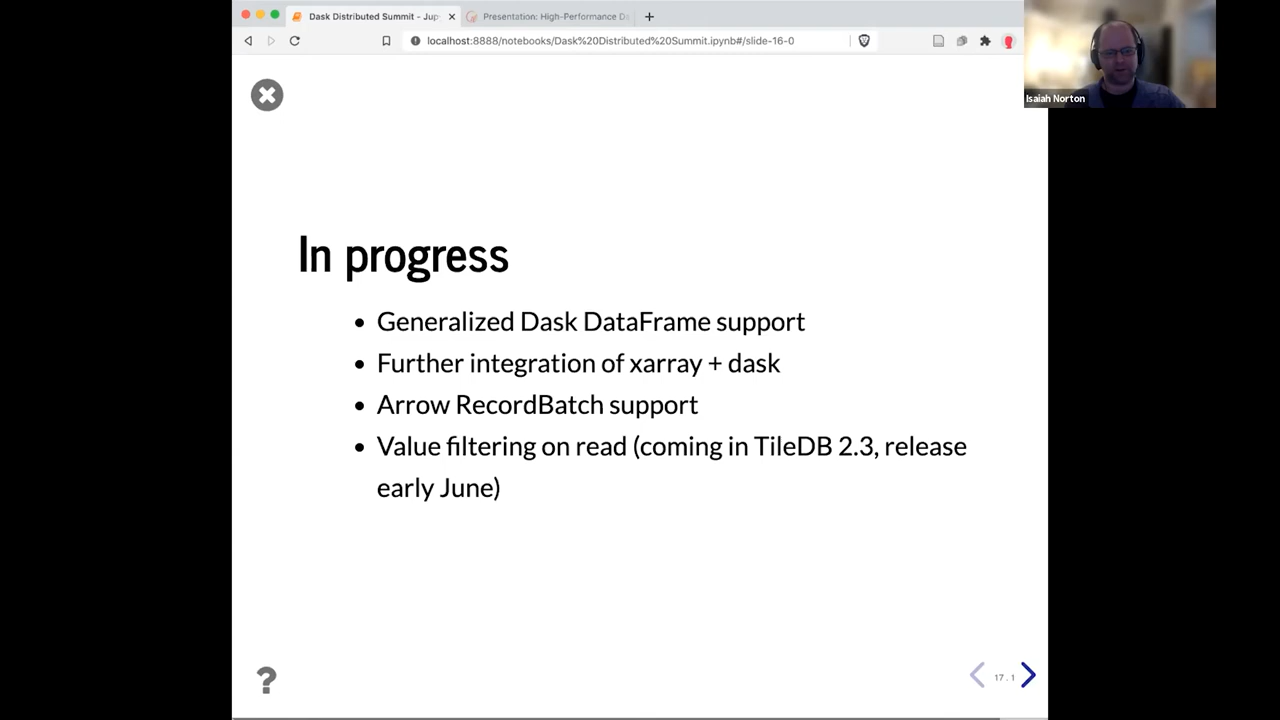 Dask Distributed Summit - Jup
Presentation: High-Performance Da
localhost:8888/notebooks/Dask%20Distributed%20Summit.ipynb#/slide-16-0
Isaiah Norton
In progress
• Generalized Dask DataFrame support
• Further integration of xarray + dask
• Arrow RecordBatch support
• Value filtering on read (coming in TileDB 2.3, release
early June)
?
17 . 1